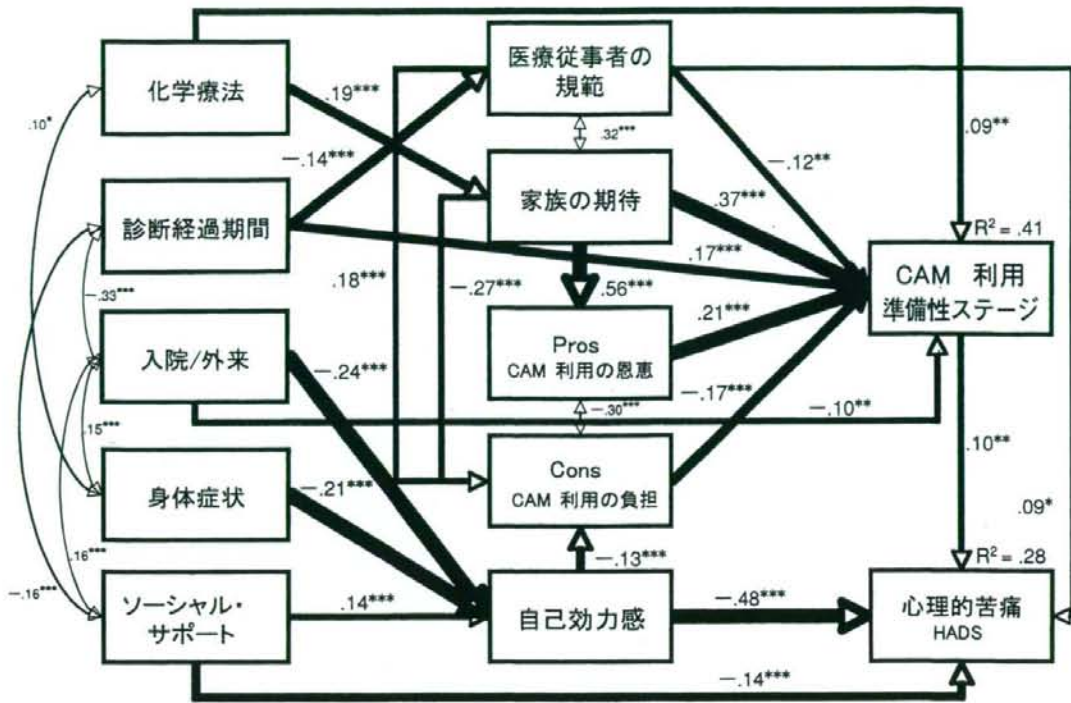 化学療法
診断経過期間
入院/外来
身体症状
ソーシャル・
サポート
医療従事者の
規範
家族の期待
Pros
CAM 利用の恩恵
Cons
CAM 利用の負担
自己効力感
CAM 利用
準備性ステージ
心理的苦痛
HADS
.10*
−.33***
.15***
.16***
−.16***
.19***
−.14***
.18***
−.27***
−.24***
−.21***
.14***
.32***
.56***
−.30***
−.13***
−.12**
.37***
.17***
.21***
−.17***
−.10**
−.48***
−.14***
.09**
R² = .41
.10**
.09*
R² = .28